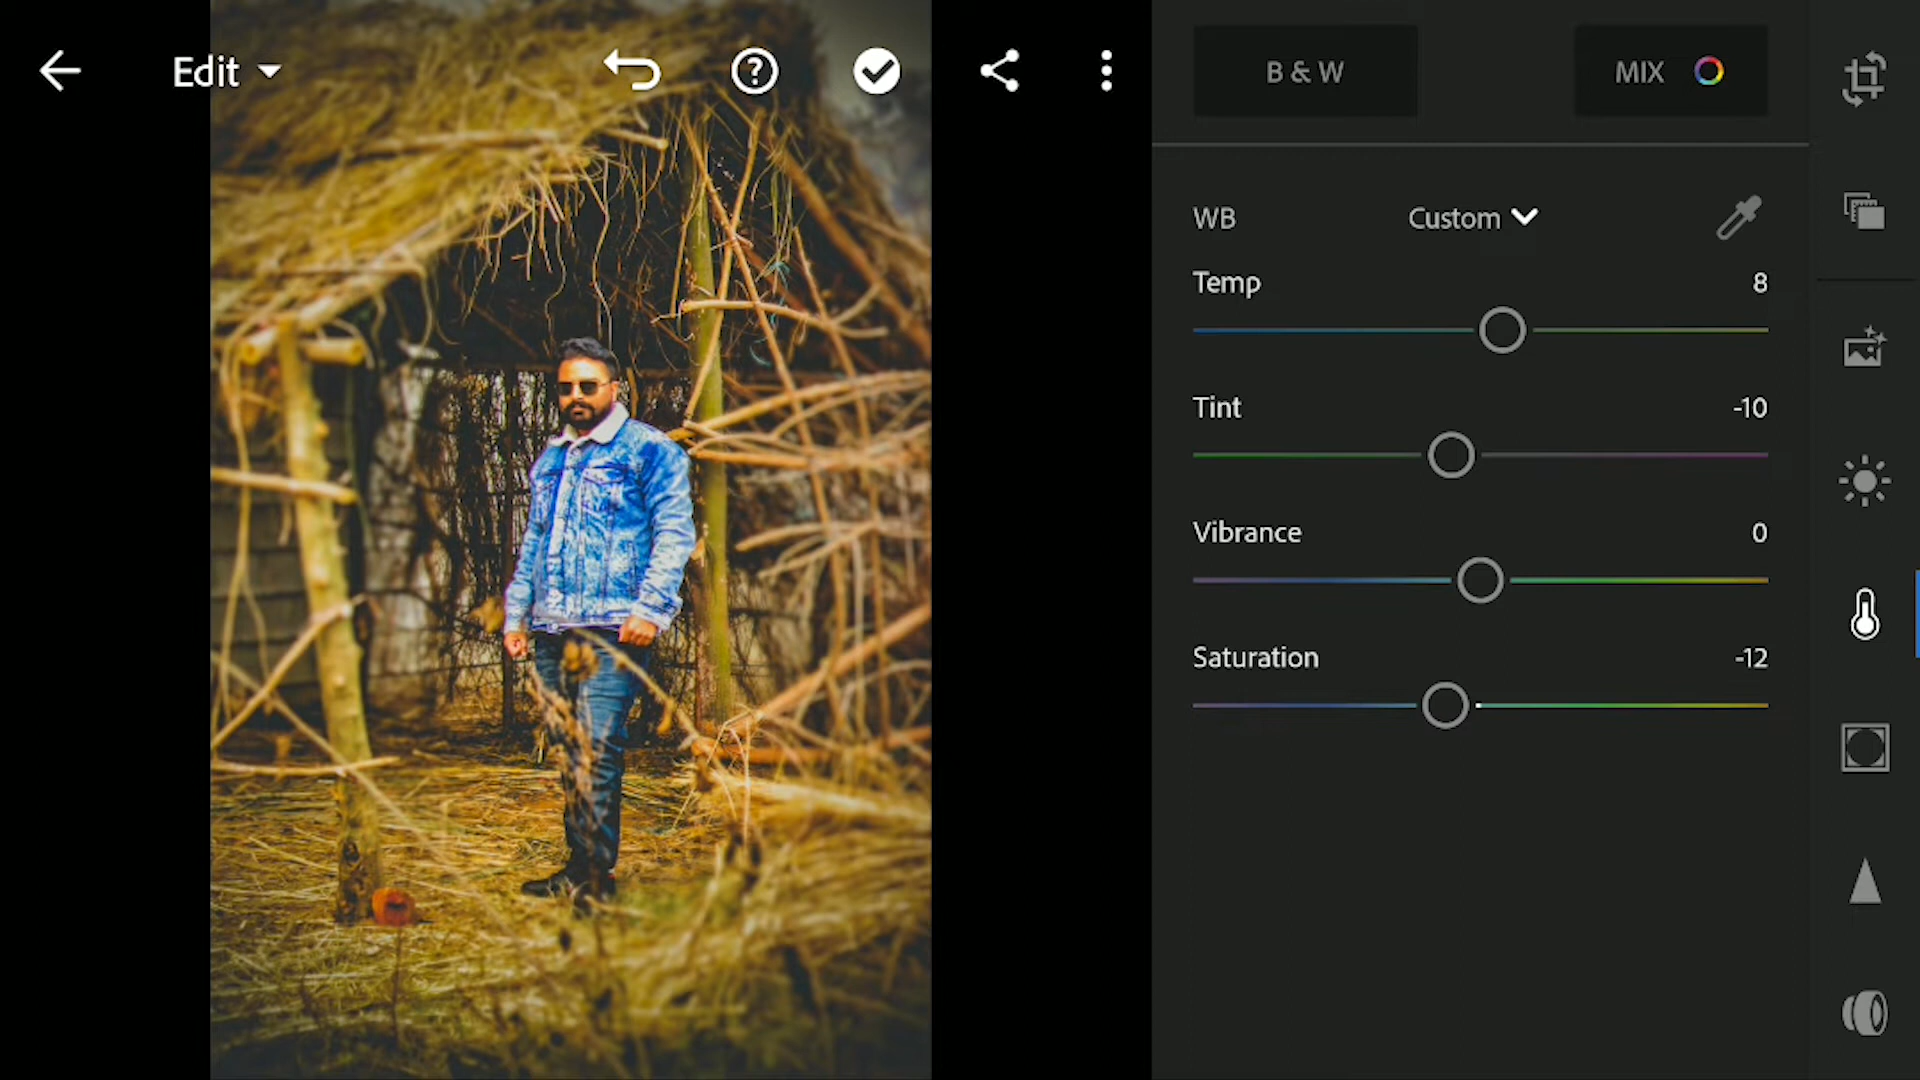 Edit
B & W
MIX
WB Custom
Temp 8
Tint -10
Vibrance 0
Saturation -12